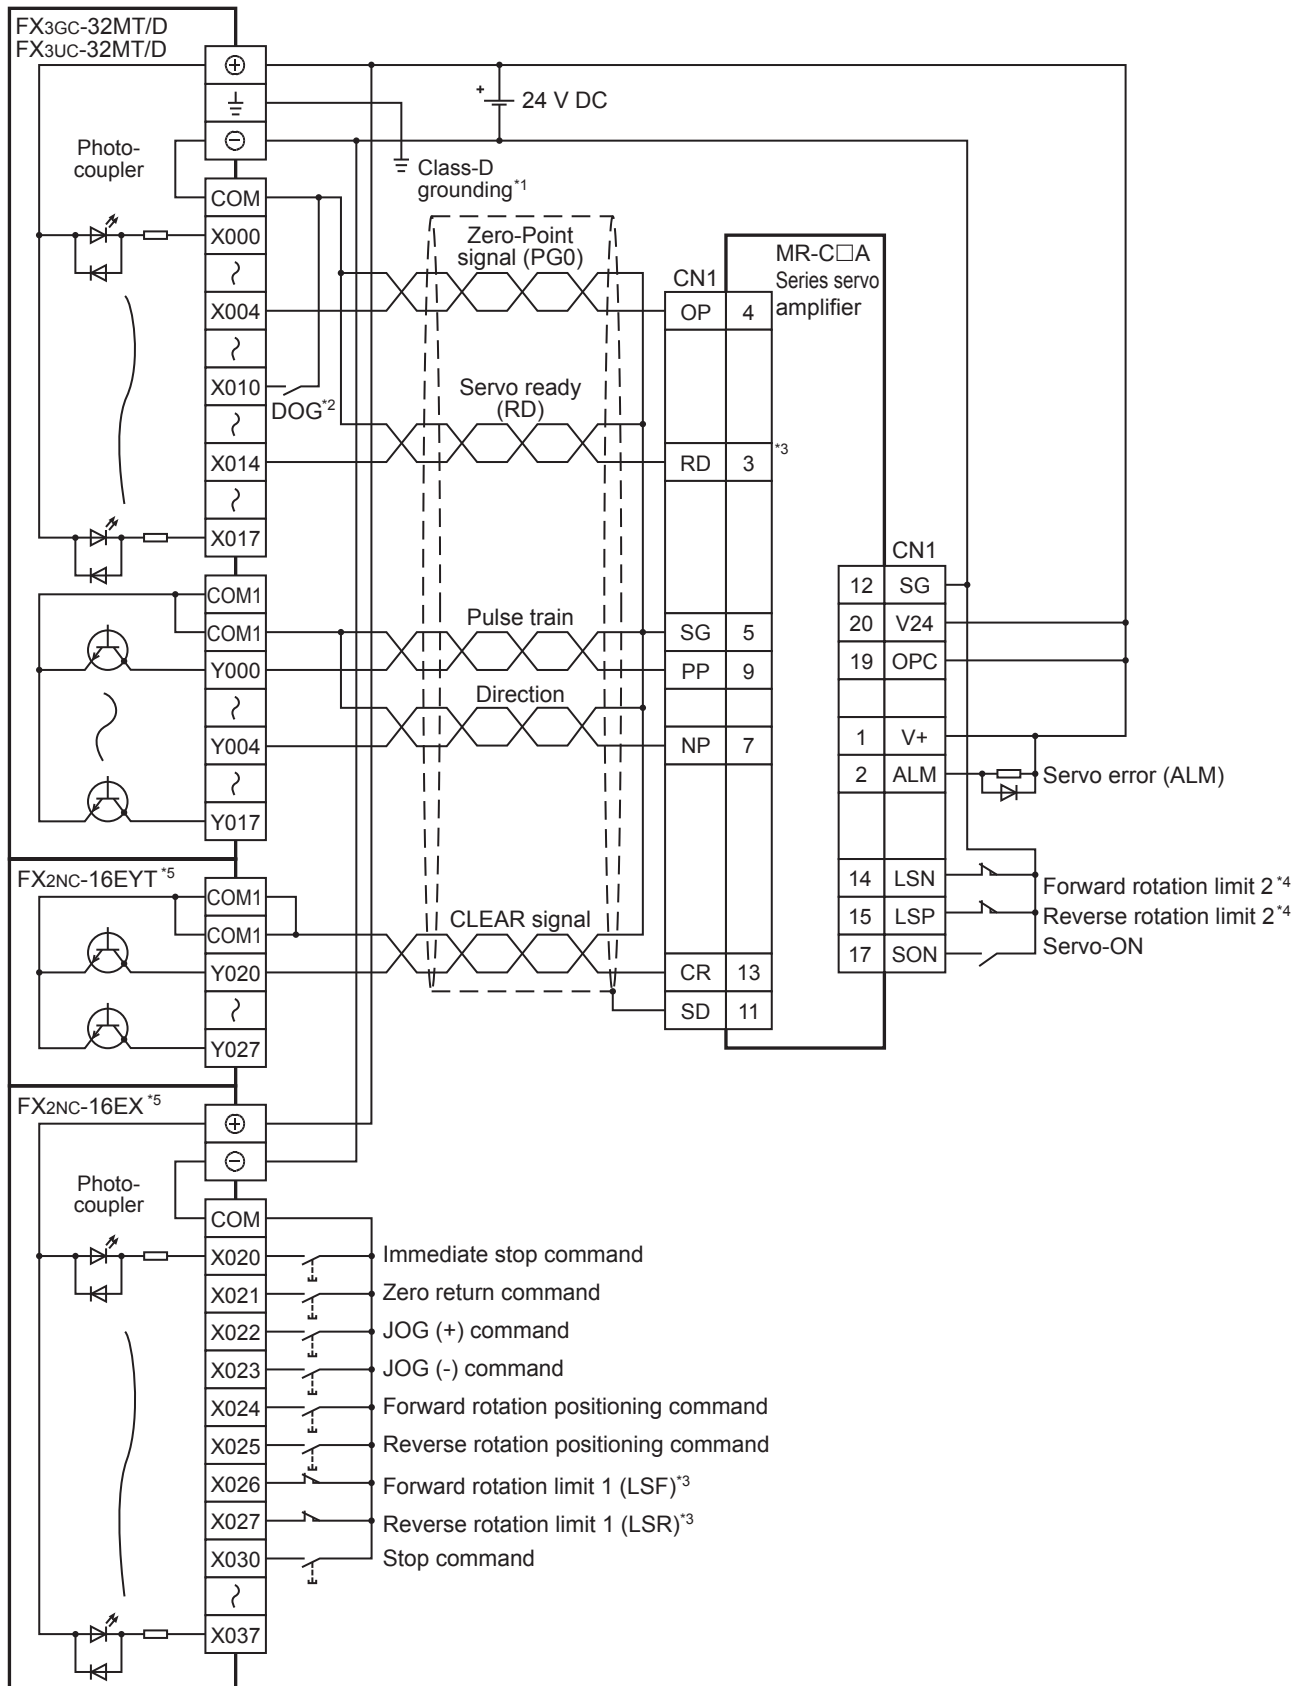 FX3GC-32MT/D
FX3UC-32MT/D
⊕
⏚
⊖
+
24 V DC
Photo-
coupler
Class-D
grounding*1
COM
X000
X004
X010
X014
X017
DOG*2
Zero-Point
signal (PG0)
Servo ready
(RD)
COM1
COM1
Y000
Y004
Y017
Pulse train
Direction
FX2NC-16EYT*5
COM1
COM1
Y020
Y027
CLEAR signal
MR-C□A
Series servo
amplifier
CN1
OP 4
RD 3 *3
SG 5
PP 9
NP 7
CR 13
SD 11
CN1
12 SG
20 V24
19 OPC
1 V+
2 ALM
Servo error (ALM)
14 LSN
Forward rotation limit 2*4
15 LSP
Reverse rotation limit 2*4
17 SON
Servo-ON
FX2NC-16EX*5
⊕
⊖
Photo-
coupler
COM
X020 Immediate stop command
X021 Zero return command
X022 JOG (+) command
X023 JOG (-) command
X024 Forward rotation positioning command
X025 Reverse rotation positioning command
X026 Forward rotation limit 1 (LSF)*3
X027 Reverse rotation limit 1 (LSR)*3
X030 Stop command
X037